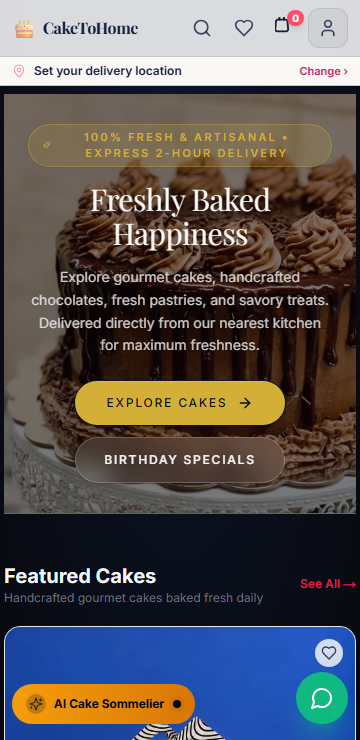 CakeToHome
0
Set your delivery location
Change ›
100% FRESH & ARTISANAL •
EXPRESS 2-HOUR DELIVERY
Freshly Baked
Happiness
Explore gourmet cakes, handcrafted
chocolates, fresh pastries, and savory treats.
Delivered directly from our nearest kitchen
for maximum freshness.
EXPLORE CAKES →
BIRTHDAY SPECIALS
Featured Cakes
See All →
Handcrafted gourmet cakes baked fresh daily
AI Cake Sommelier